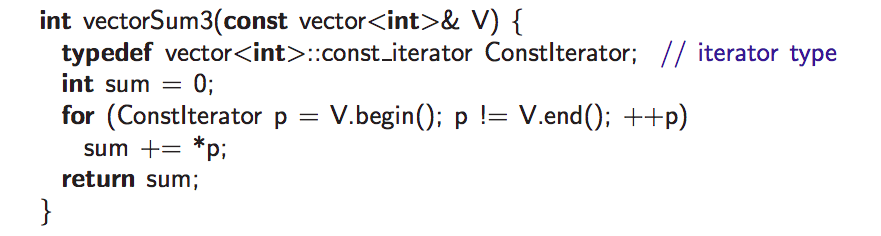 int vectorSum3(const vector<int>& V) {
typedef vector<int>::const_iterator ConstIterator; // iterator type
int sum = 0;
for (ConstIterator p = V.begin(); p != V.end(); ++p)
sum += *p;
return sum;
}